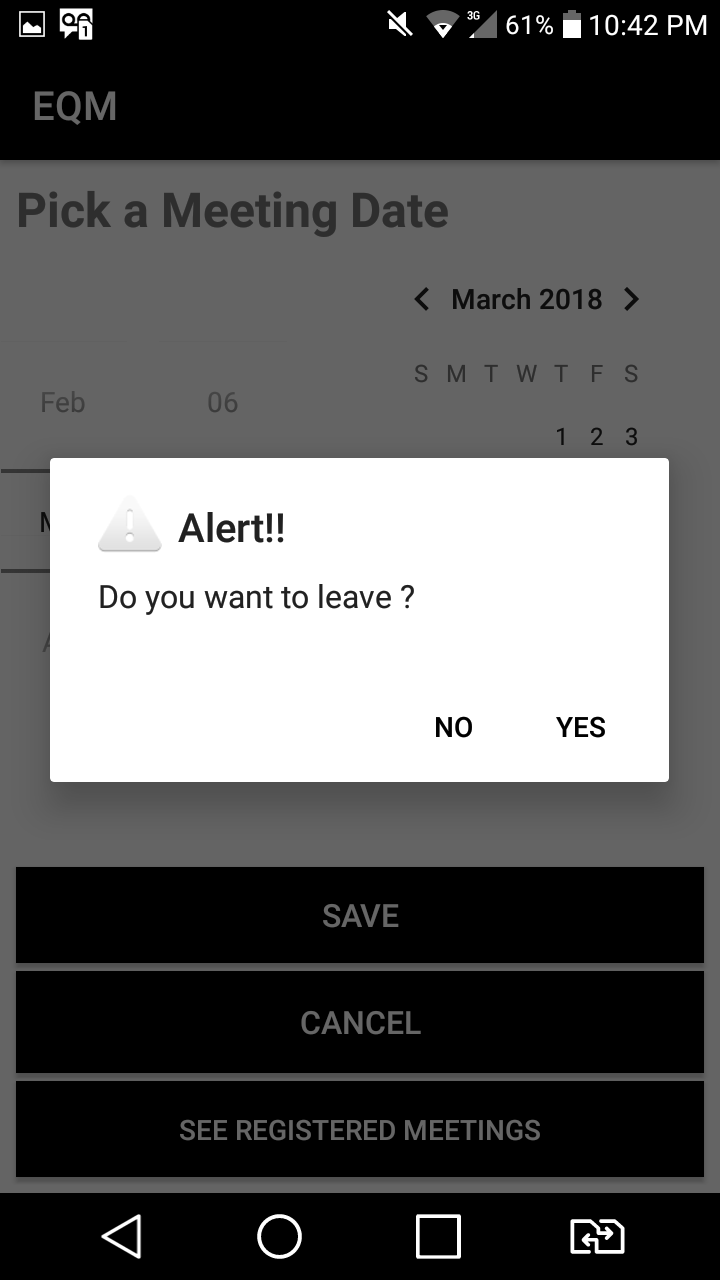 3G 61% 10:42 PM
EQM
Pick a Meeting Date
March 2018
S M T W T F S
Feb 06
1 2 3
Alert!!
Do you want to leave ?
NO YES
SAVE
CANCEL
SEE REGISTERED MEETINGS